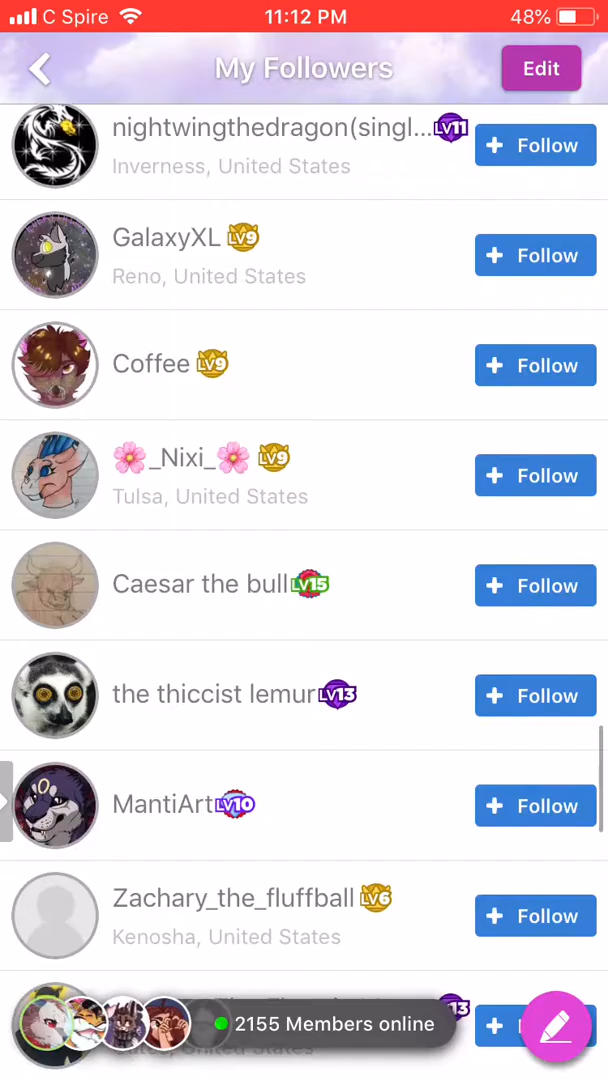 C Spire 11:12 PM 48%
My Followers
Edit
nightwingthedragon(singl... LV11
Inverness, United States
+ Follow
GalaxyXL LV9
Reno, United States
+ Follow
Coffee LV9
+ Follow
🌸_Nixi_🌸 LV9
Tulsa, United States
+ Follow
Caesar the bull LV15
+ Follow
the thiccist lemur LV13
+ Follow
MantiArt LV10
+ Follow
Zachary_the_fluffball LV6
Kenosha, United States
+ Follow
2155 Members online